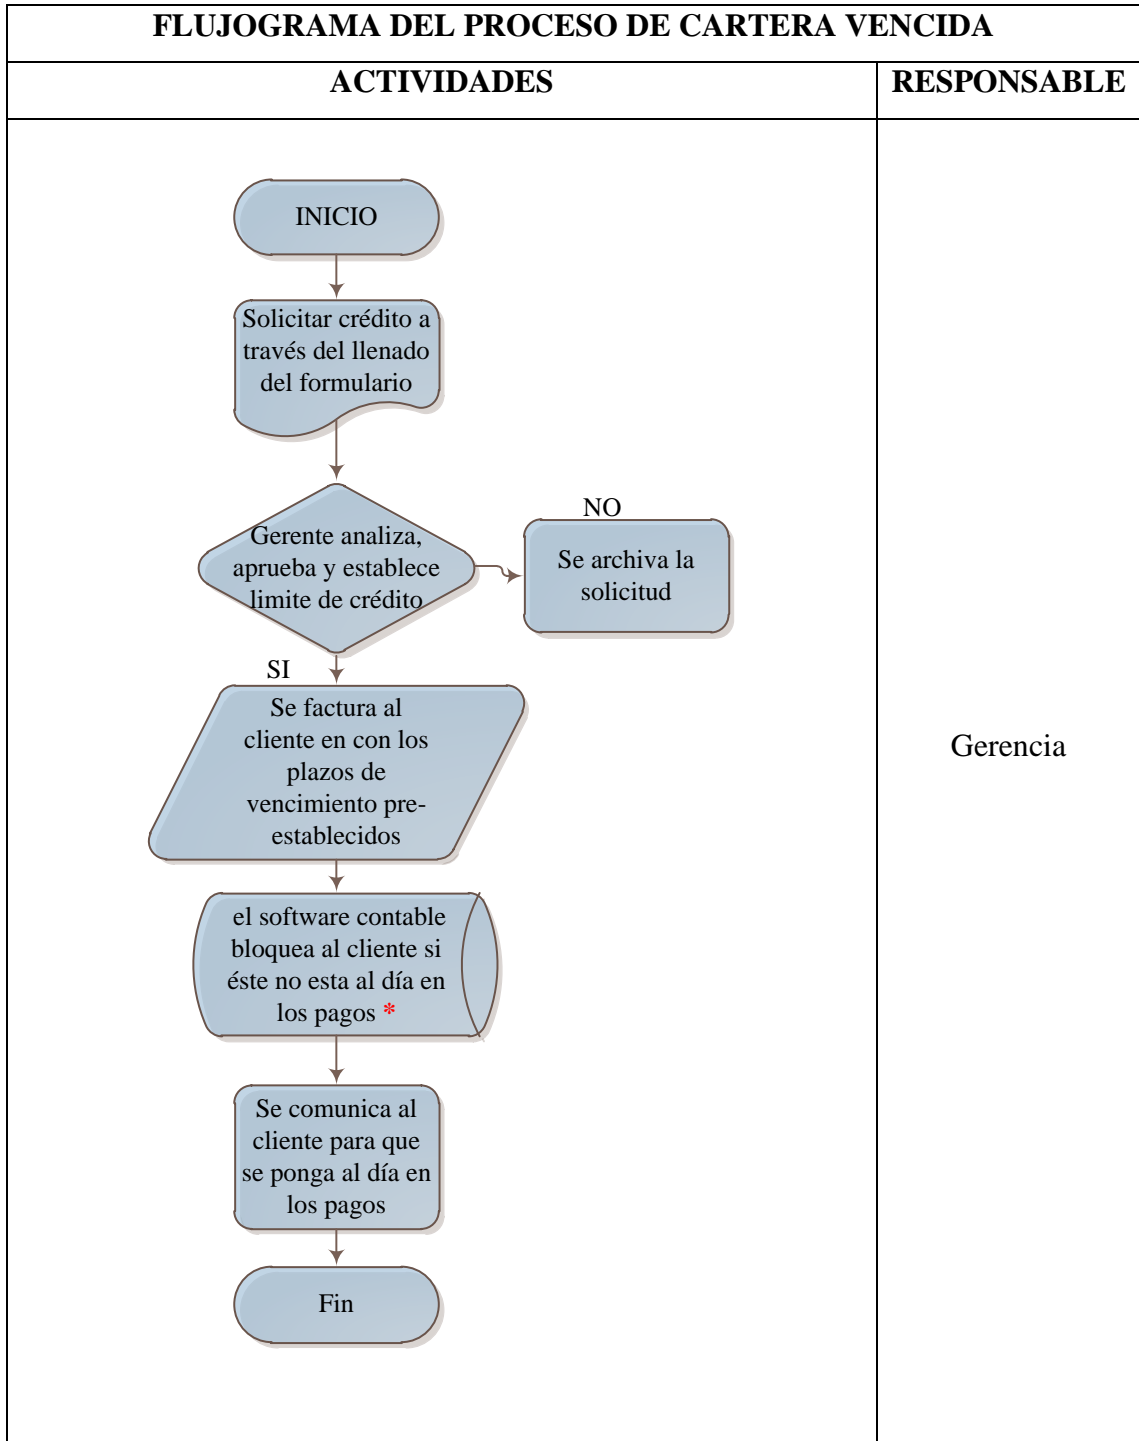 FLUJOGRAMA DEL PROCESO DE CARTERA VENCIDA
ACTIVIDADES
RESPONSABLE
INICIO
Solicitar crédito a
través del llenado
del formulario
Gerente analiza,
aprueba y establece
limite de crédito
NO
Se archiva la
solicitud
SI
Se factura al
cliente en con los
plazos de
vencimiento pre-
establecidos
el software contable
bloquea al cliente si
éste no esta al día en
los pagos *
Se comunica al
cliente para que
se ponga al día en
los pagos
Fin
Gerencia